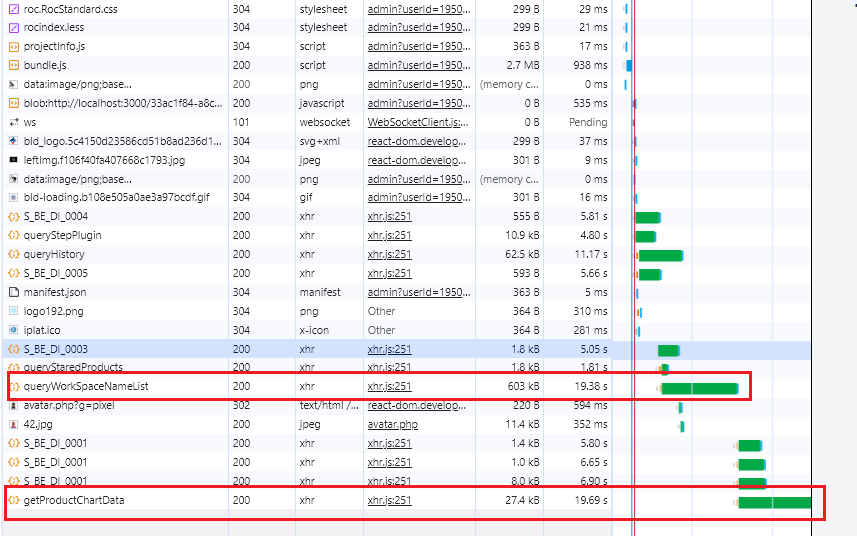 roc.RocStandard.css 304 stylesheet admin?userId=1950... 299 B 29 ms
rocindex.less 304 stylesheet admin?userId=1950... 299 B 21 ms
projectInfo.js 304 script admin?userId=1950... 363 B 17 ms
bundle.js 200 script admin?userId=1950... 2.7 MB 938 ms
data:image/png;base... 200 png admin?userId=1950... (memory c... 0 ms
blob:http://localhost:3000/33ac1f84-a8c... 200 javascript admin?userId=1950... 0 B 535 ms
ws 101 websocket WebSocketClient.js:... 0 B Pending
bld_logo.5c4150d23586cd51b8ad236d1... 304 svg+xml react-dom.develop... 299 B 37 ms
leftImg.f106f40fa407668c1793.jpg 304 jpeg react-dom.develop... 301 B 9 ms
data:image/png;base... 200 png admin?userId=1950... (memory c... 0 ms
bld-loading.b108e505a0ae3a97bcdf.gif 304 gif admin?userId=1950... 301 B 16 ms
S_BE_DI_0004 200 xhr xhr.js:251 555 B 5.81 s
queryStepPlugin 200 xhr xhr.js:251 10.9 kB 4.80 s
queryHistory 200 xhr xhr.js:251 62.5 kB 11.17 s
S_BE_DI_0005 200 xhr xhr.js:251 593 B 5.66 s
manifest.json 304 manifest admin?userId=1950... 363 B 5 ms
logo192.png 304 png Other 364 B 310 ms
iplat.ico 304 x-icon Other 364 B 281 ms
S_BE_DI_0003 200 xhr xhr.js:251 1.8 kB 5.05 s
queryStaredProducts 200 xhr xhr.js:251 1.8 kB 1.81 s
queryWorkSpaceNameList 200 xhr xhr.js:251 603 kB 19.38 s
avatar.php?g=pixel 302 text/html /... react-dom.develop... 220 B 594 ms
42.jpg 200 jpeg avatar.php 11.4 kB 352 ms
S_BE_DI_0001 200 xhr xhr.js:251 1.4 kB 5.80 s
S_BE_DI_0001 200 xhr xhr.js:251 1.0 kB 6.65 s
S_BE_DI_0001 200 xhr xhr.js:251 8.0 kB 6.90 s
getProductChartData 200 xhr xhr.js:251 27.4 kB 19.69 s